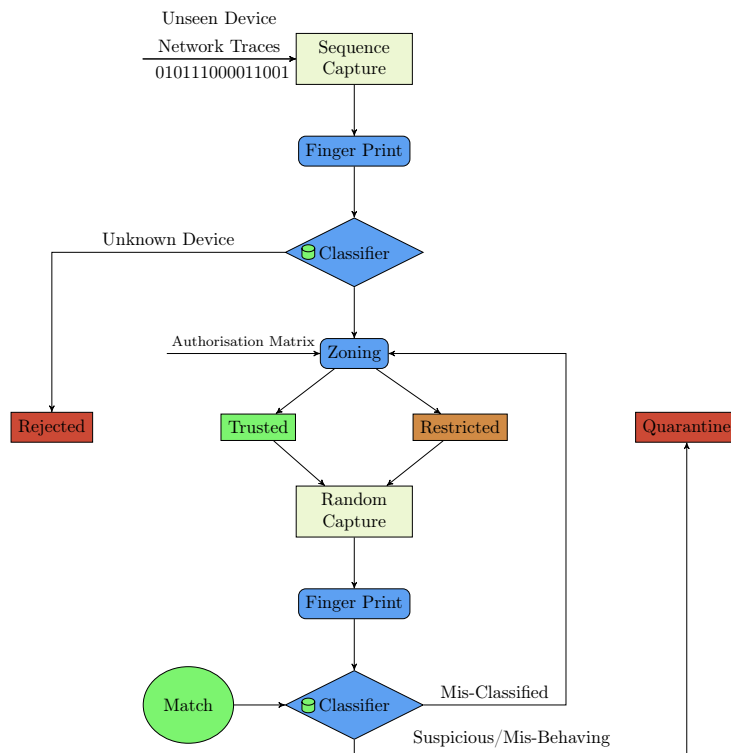 Unseen Device
Network Traces
010111000011001
Sequence
Capture
Finger Print
Unknown Device
Classifier
Authorisation Matrix
Zoning
Rejected
Trusted
Restricted
Quarantine
Random
Capture
Finger Print
Match
Classifier
Mis-Classified
Suspicious/Mis-Behaving